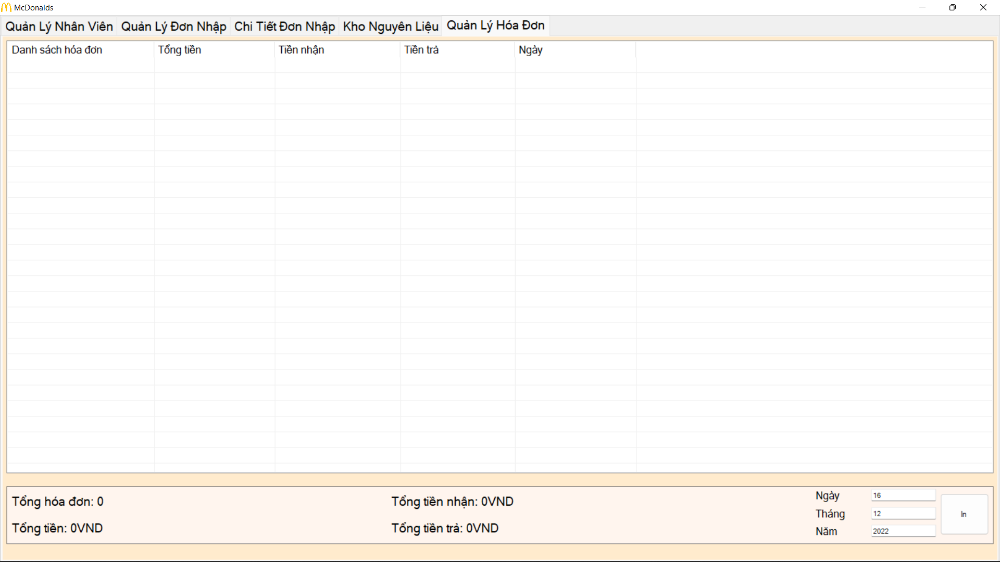 McDonalds
Quản Lý Nhân Viên Quản Lý Đơn Nhập Chi Tiết Đơn Nhập Kho Nguyên Liệu Quản Lý Hóa Đơn
Danh sách hóa đơn Tổng tiền Tiền nhận Tiền trả Ngày
Tổng hóa đơn: 0
Tổng tiền: 0VND
Tổng tiền nhận: 0VND
Tổng tiền trả: 0VND
Ngày 16
Tháng 12
Năm 2022
In